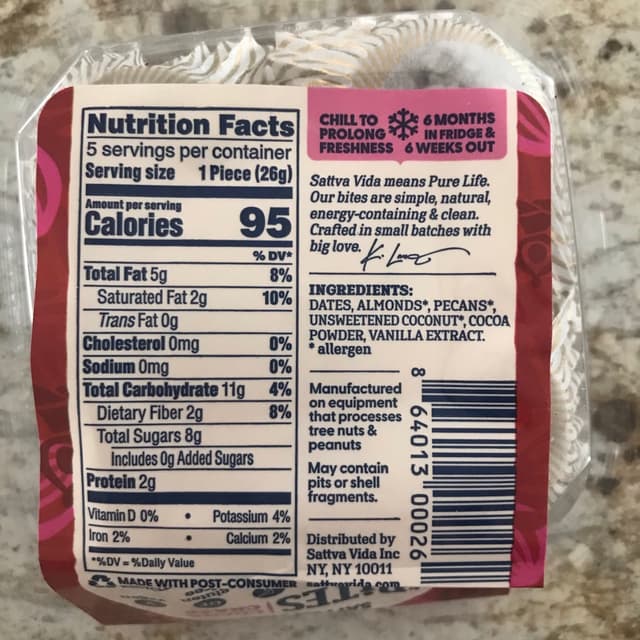 Nutrition Facts
5 servings per container
Serving size 1 Piece (26g)
Amount per serving
Calories 95
% DV*
Total Fat 5g 8%
Saturated Fat 2g 10%
Trans Fat 0g
Cholesterol 0mg 0%
Sodium 0mg 0%
Total Carbohydrate 11g 4%
Dietary Fiber 2g 8%
Total Sugars 8g
Includes 0g Added Sugars
Protein 2g
Vitamin D 0% • Potassium 4%
Iron 2% • Calcium 2%
*%DV = %Daily Value
MADE WITH POST-CONSUMER
CHILL TO
PROLONG
FRESHNESS
6 MONTHS
IN FRIDGE &
6 WEEKS OUT
Sattva Vida means Pure Life.
Our bites are simple, natural,
energy-containing & clean.
Crafted in small batches with
big love.
INGREDIENTS:
DATES, ALMONDS*, PECANS*,
UNSWEETENED COCONUT*, COCOA
POWDER, VANILLA EXTRACT.
* allergen
Manufactured
on equipment
that processes
tree nuts &
peanuts
May contain
pits or shell
fragments.
Distributed by
Sattva Vida Inc
NY, NY 10011
sattvavida.com
8 64013 00026
BITES